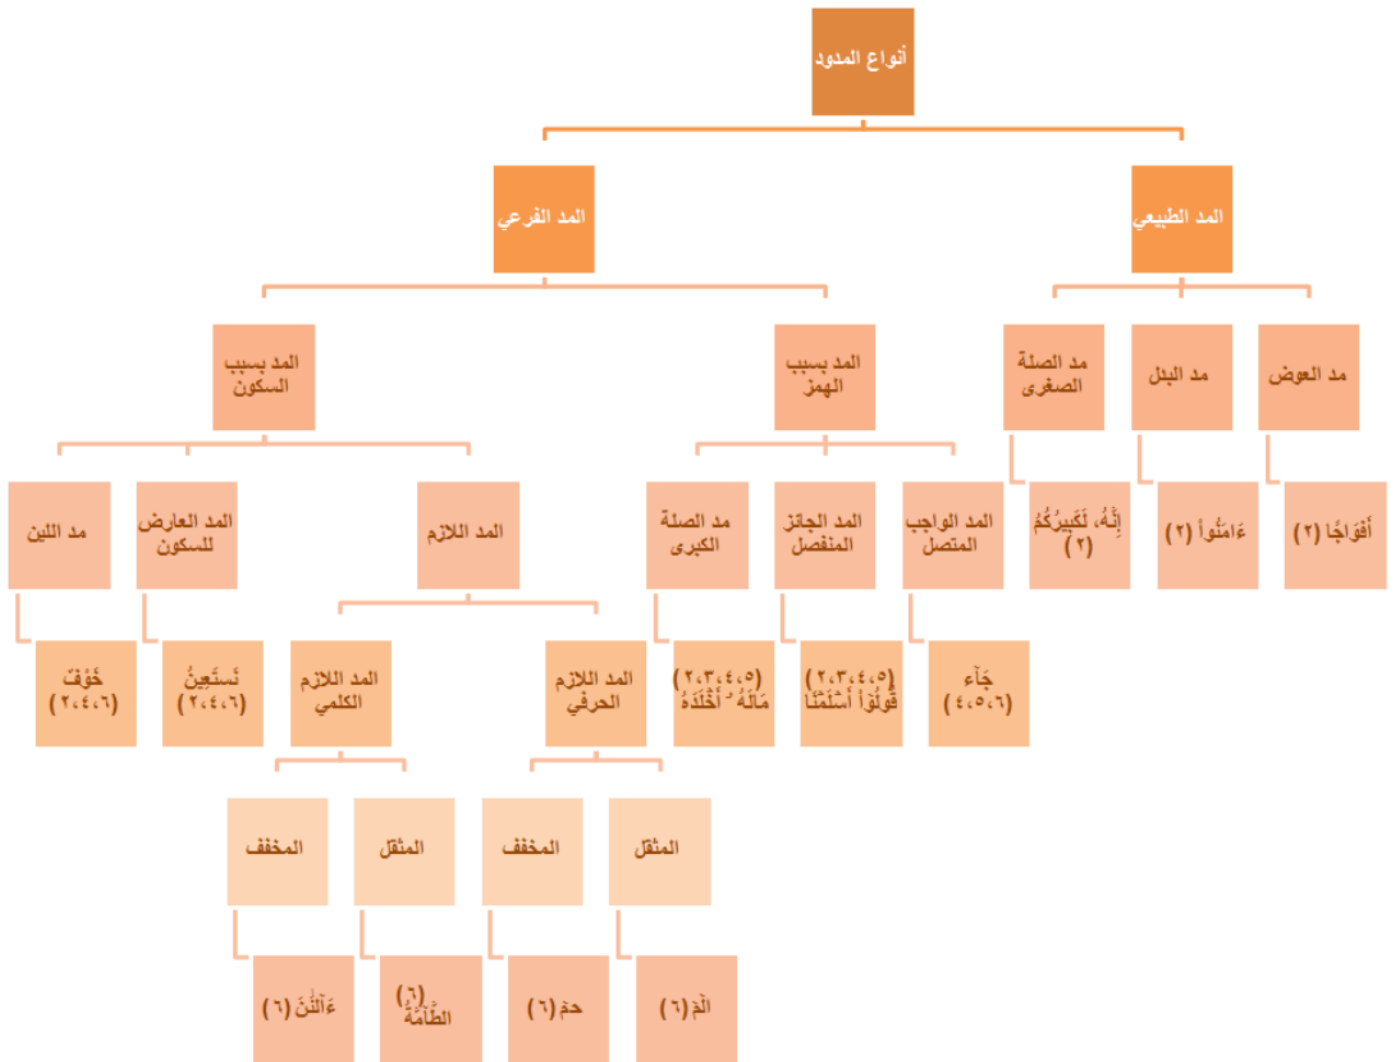 أنواع المدود
المد الطبيعي
المد الفرعي
مد العوض
مد البدل
مد الصلة
الصغرى
المد بسبب
الهمز
المد بسبب
السكون
أَفْوَاجًا (٢)
ءَامَنُواْ (٢)
إِنَّهُ، لَكَبِيرُكُمُ
(٢)
المد الواجب
المتصل
المد الجائز
المنفصل
مد الصلة
الكبرى
المد اللازم
المد العارض
للسكون
مد اللين
جَآء
(٤،٥،٦)
(٢،٣،٤،٥)
قُولُوٓاْ أَسْلَمْنَا
(٢،٣،٤،٥)
مَالَهُۥٓ أَخْلَدَهُ
المد اللازم
الحرفي
المد اللازم
الكلمي
نَستَعِينُ
(٢،٤،٦)
خَوْفٌ
(٢،٤،٦)
المثقل
المخفف
المثقل
المخفف
الٓمٓ (٦)
حمٓ (٦)
(٦)
الطَّآمَّةُ
ءَآلْـَٰٔنَ (٦)